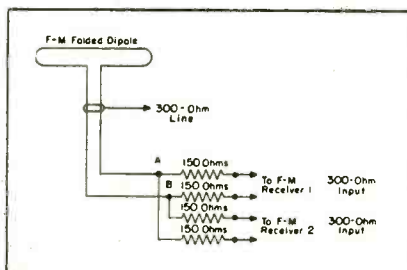 F-M Folded Dipole
300-Ohm
Line
A
150 Ohms
To F-M
Receiver 1
300-Ohm
Input
B
150 Ohms
150 Ohms
To F-M
Receiver 2
300-Ohm
Input
150 Ohms